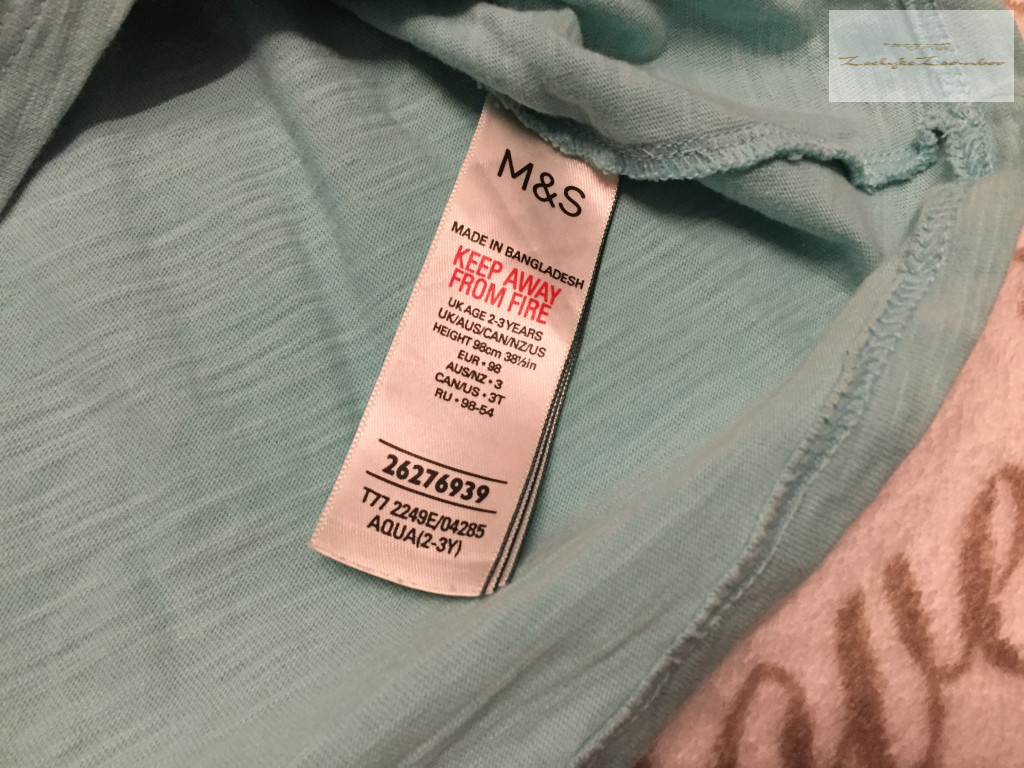 M&S
MADE IN BANGLADESH
KEEP AWAY
FROM FIRE
UK AGE 2-3 YEARS
UK/AUS/CAN/NZ/US
HEIGHT 98cm 38½in
EUR • 98
AUS/NZ • 3
CAN/US • 3T
RU • 98-54
26276939
T77 2249E/04285
AQUA(2-3Y)